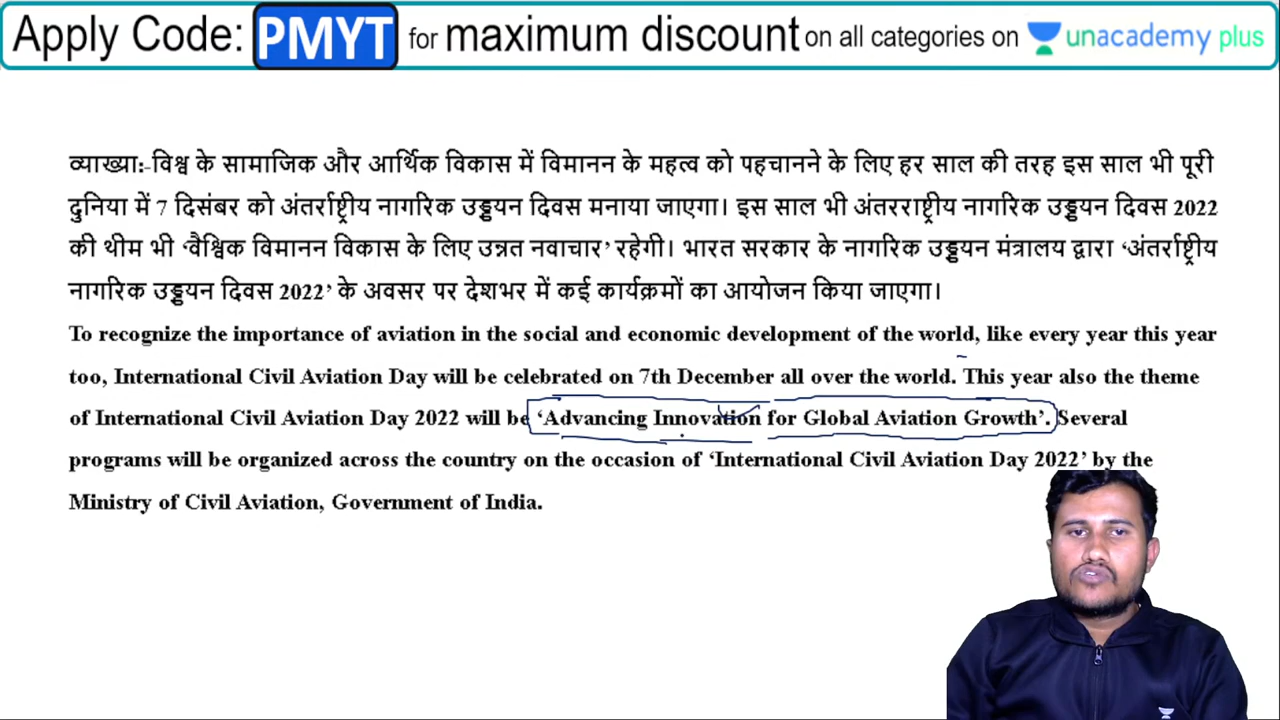 Apply Code: PMYT for maximum discount on all categories on unacademy plus
व्याख्या:-विश्व के सामाजिक और आर्थिक विकास में विमानन के महत्व को पहचानने के लिए हर साल की तरह इस साल भी पूरी
दुनिया में 7 दिसंबर को अंतर्राष्ट्रीय नागरिक उड्डयन दिवस मनाया जाएगा। इस साल भी अंतरराष्ट्रीय नागरिक उड्डयन दिवस 2022
की थीम भी ‘वैश्विक विमानन विकास के लिए उन्नत नवाचार’ रहेगी। भारत सरकार के नागरिक उड्डयन मंत्रालय द्वारा ‘अंतर्राष्ट्रीय
नागरिक उड्डयन दिवस 2022’ के अवसर पर देशभर में कई कार्यक्रमों का आयोजन किया जाएगा।
To recognize the importance of aviation in the social and economic development of the world, like every year this year
too, International Civil Aviation Day will be celebrated on 7th December all over the world. This year also the theme
of International Civil Aviation Day 2022 will be ‘Advancing Innovation for Global Aviation Growth’. Several
programs will be organized across the country on the occasion of ‘International Civil Aviation Day 2022’ by the
Ministry of Civil Aviation, Government of India.